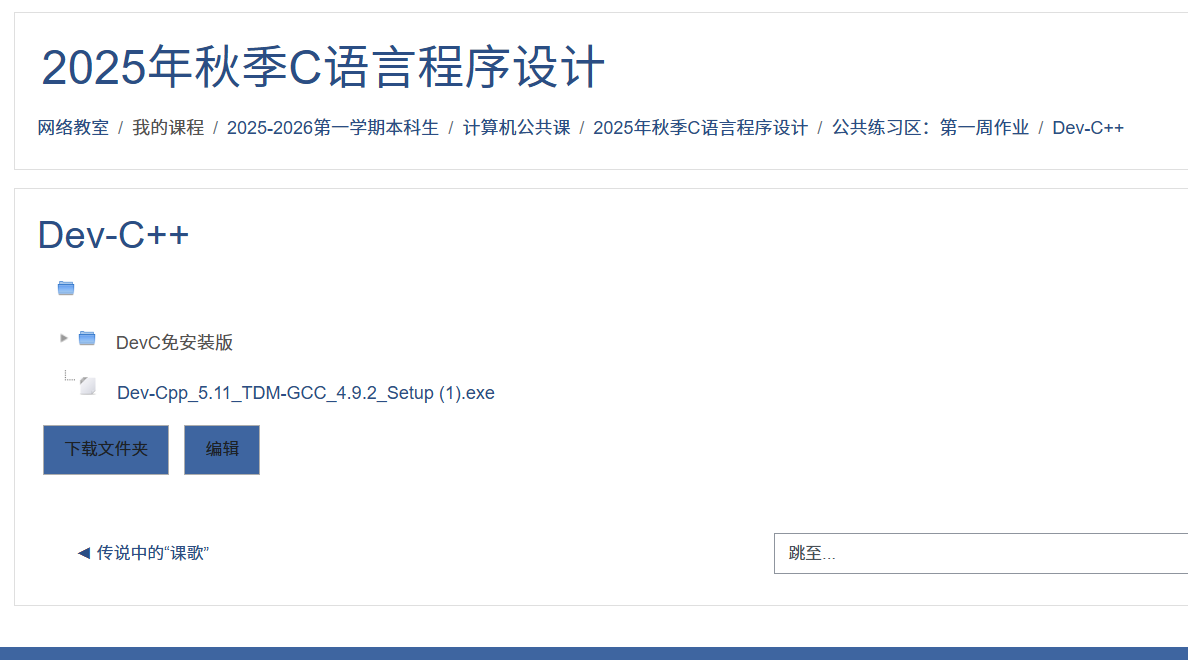 2025年秋季C语言程序设计
网络教室 / 我的课程 / 2025-2026第一学期本科生 / 计算机公共课 / 2025年秋季C语言程序设计 / 公共练习区：第一周作业 / Dev-C++
Dev-C++
DevC免安装版
Dev-Cpp_5.11_TDM-GCC_4.9.2_Setup (1).exe
下载文件夹 编辑
◀ 传说中的“课歌” 跳至...